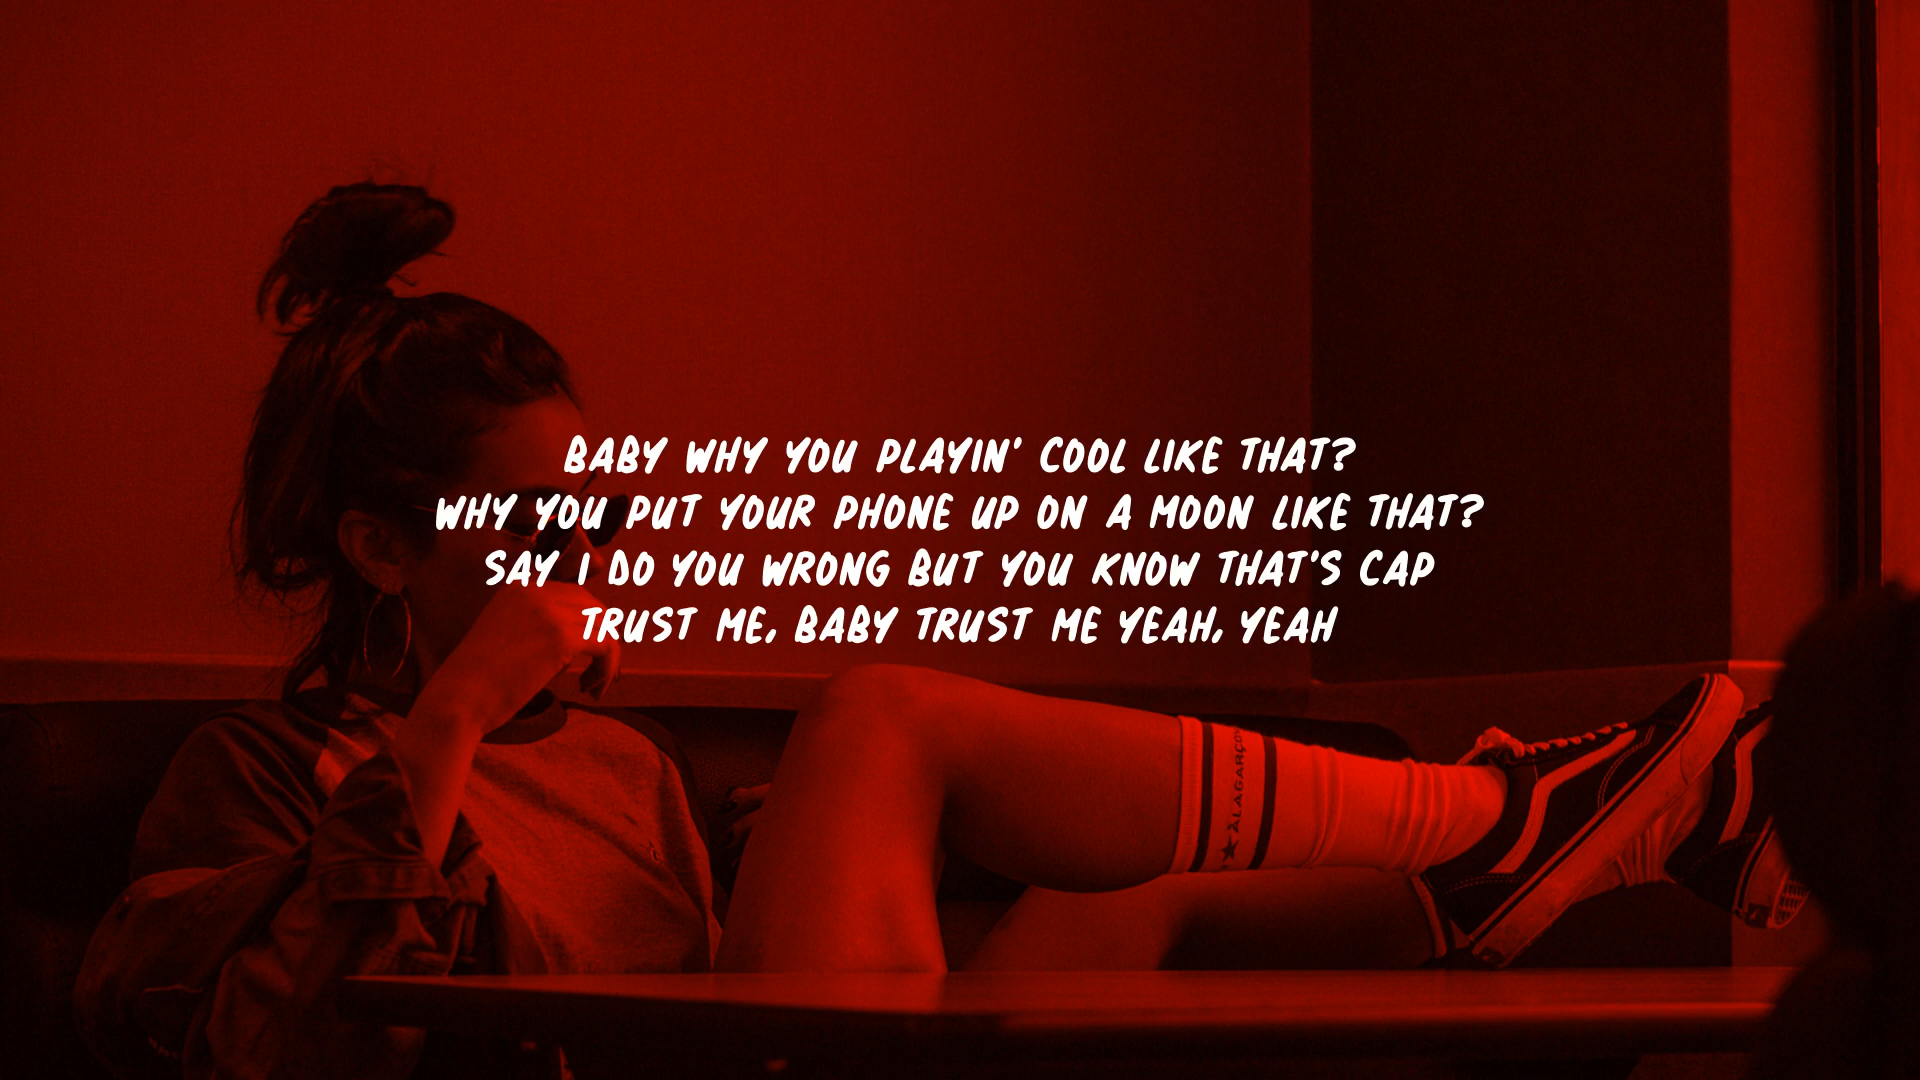 BABY WHY YOU PLAYIN' COOL LIKE THAT?
WHY YOU PUT YOUR PHONE UP ON A MOON LIKE THAT?
SAY I DO YOU WRONG BUT YOU KNOW THAT'S CAP
TRUST ME, BABY TRUST ME YEAH, YEAH
★ ÀLAGARÇON